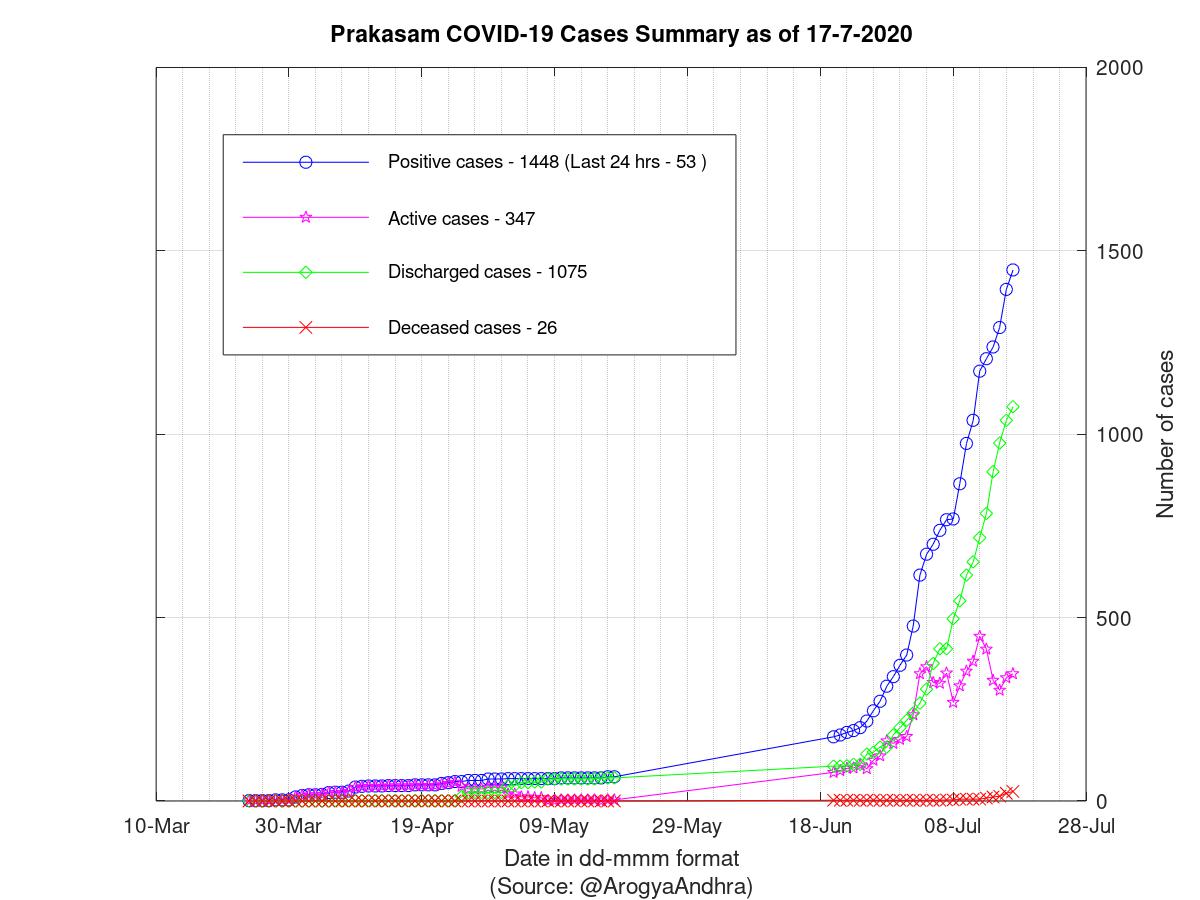 Prakasam COVID-19 Cases Summary as of 17-7-2020
Positive cases - 1448 (Last 24 hrs - 53 )
Active cases - 347
Discharged cases - 1075
Deceased cases - 26
2000
1500
1000
500
0
Number of cases
10-Mar
30-Mar
19-Apr
09-May
29-May
18-Jun
08-Jul
28-Jul
Date in dd-mmm format
(Source: @ArogyaAndhra)